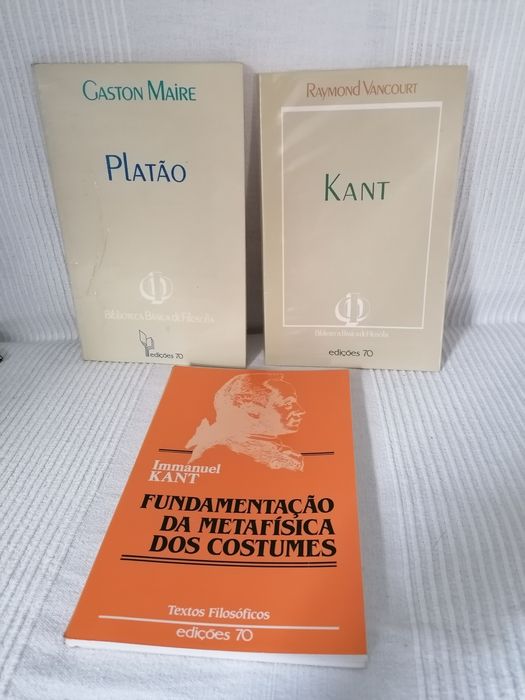 GASTON MAIRE
PLATÃO
Biblioteca Básica de Filosofia
edições 70
RAYMOND VANCOURT
KANT
Biblioteca Básica de Filosofia
edições 70
Immanuel
KANT
FUNDAMENTAÇÃO
DA METAFÍSICA
DOS COSTUMES
Textos Filosóficos
edições 70